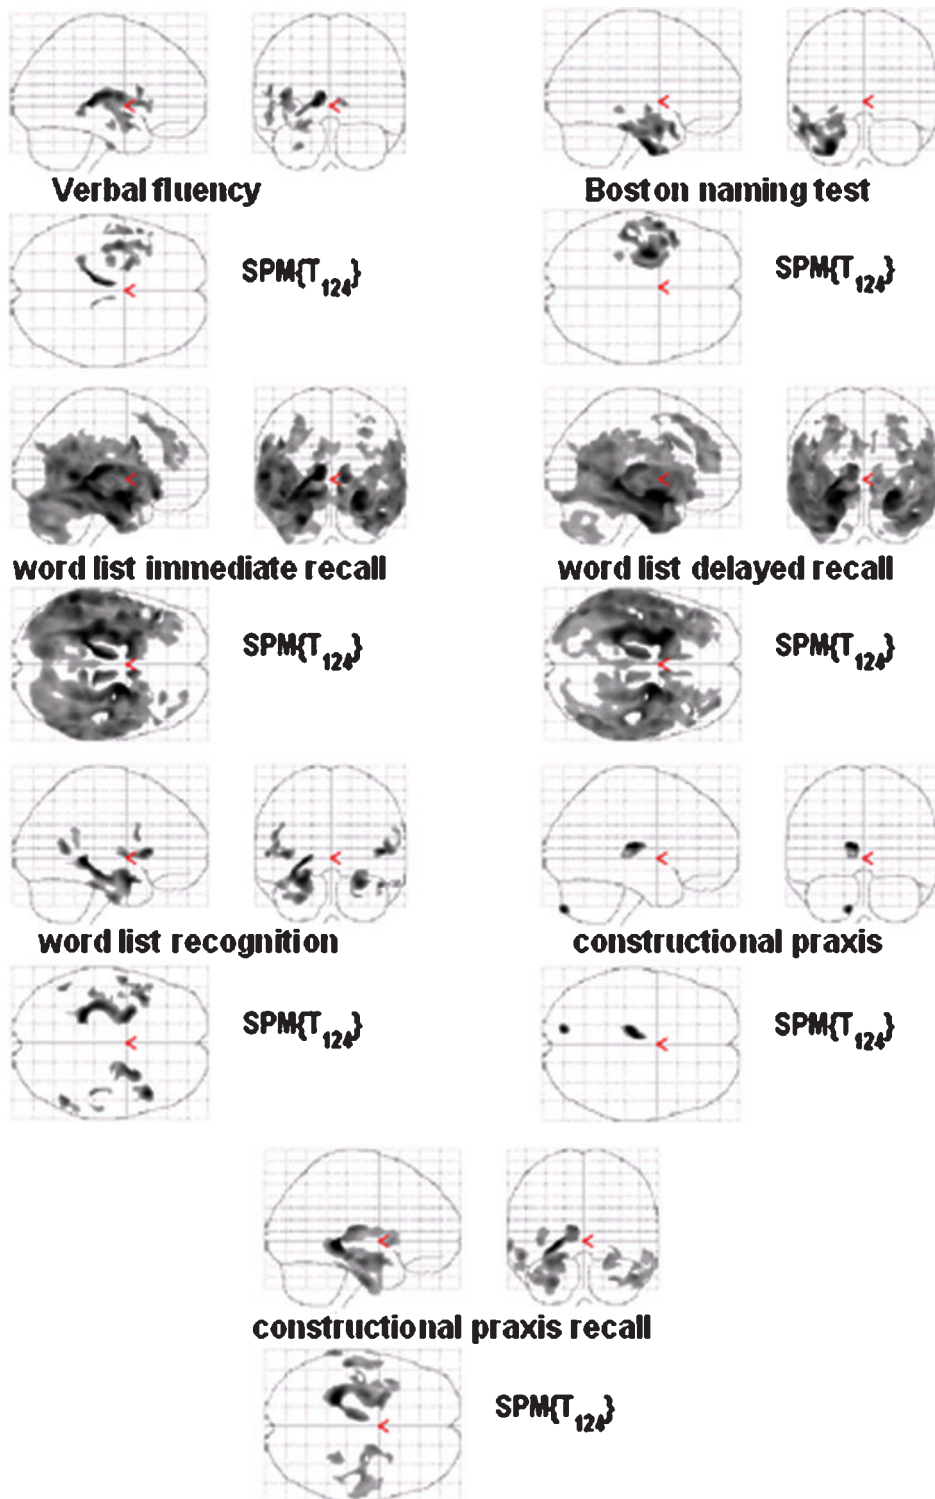 Verbal fluency
Boston naming test
SPM{T124}
SPM{T124}
word list immediate recall
word list delayed recall
SPM{T124}
SPM{T124}
word list recognition
constructional praxis
SPM{T124}
SPM{T124}
constructional praxis recall
SPM{T124}